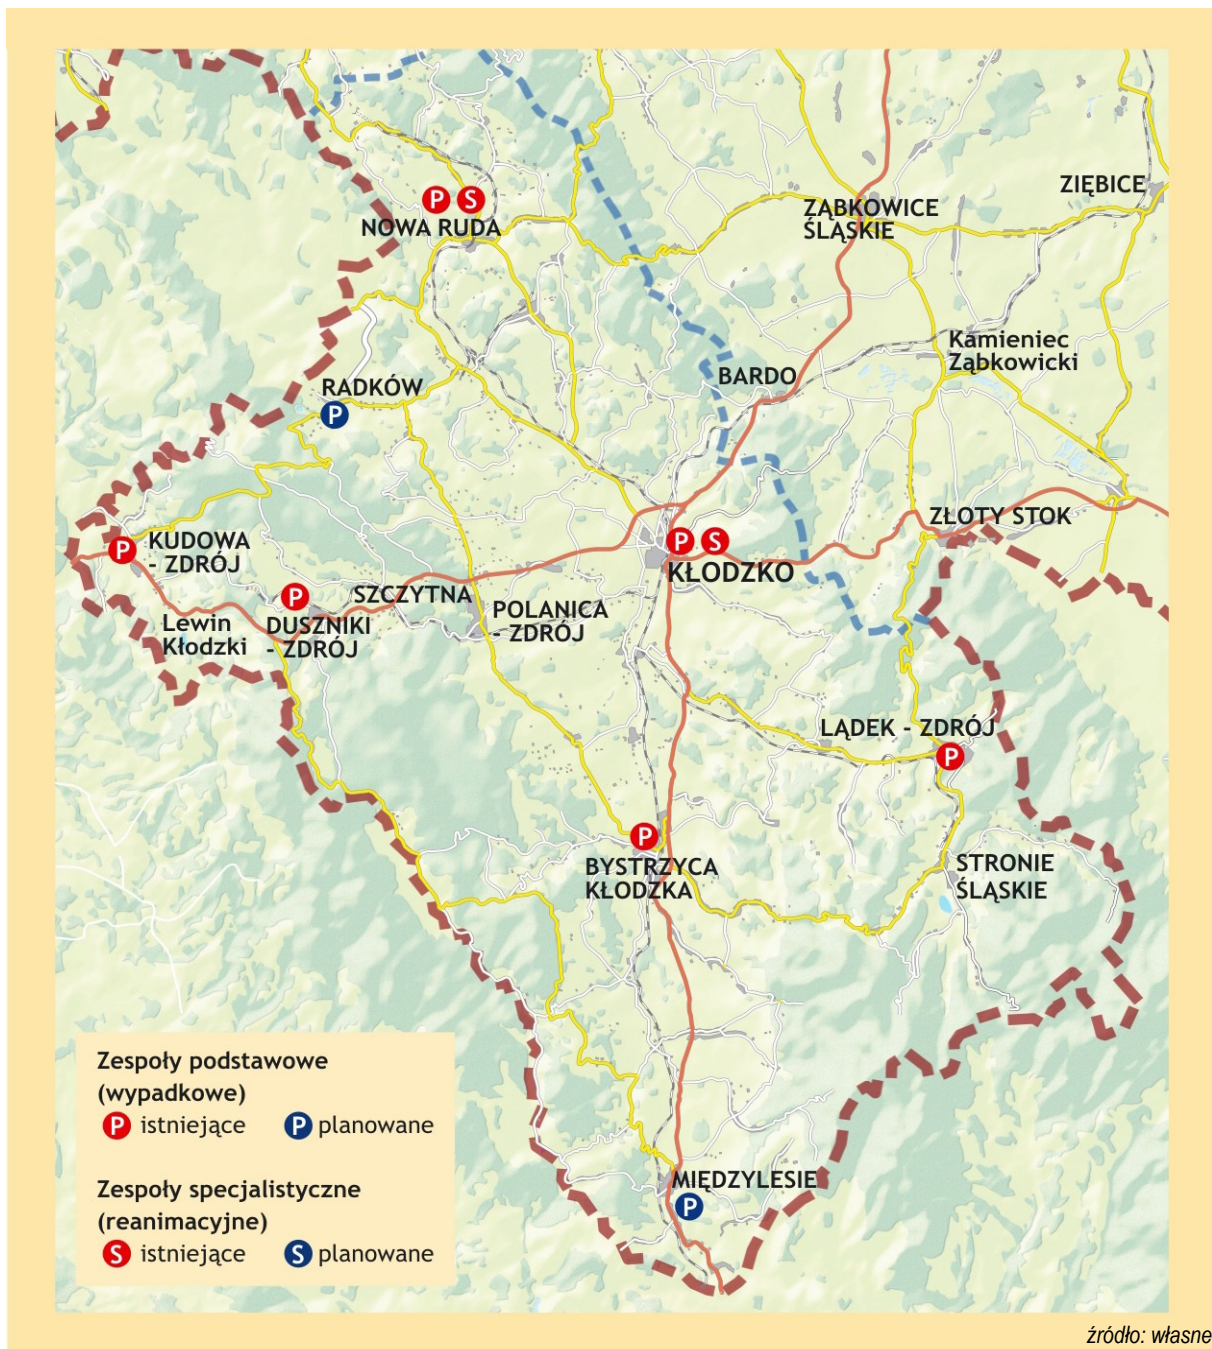 ZIĘBICE
P S
NOWA RUDA
ZĄBKOWICE
ŚLĄSKIE
Kamieniec
Ząbkowicki
BARDO
RADKÓW
P
ZŁOTY STOK
P
KUDOWA
- ZDRÓJ
P S
KŁODZKO
SZCZYTNA
P
DUSZNIKI
- ZDRÓJ
POLANICA
- ZDRÓJ
Lewin
Kłodzki
LĄDEK - ZDRÓJ
P
P
BYSTRZYCA
KŁODZKA
STRONIE
ŚLĄSKIE
MIĘDZYLESIE
P
Zespoły podstawowe
(wypadkowe)
P istniejące P planowane
Zespoły specjalistyczne
(reanimacyjne)
S istniejące S planowane
źródło: własne